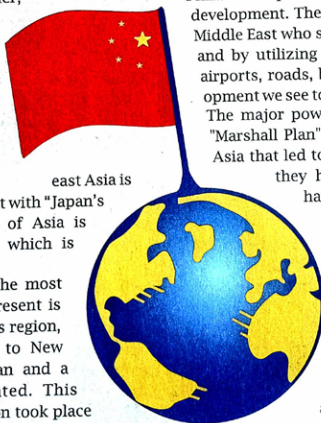 development. The
Middle East who s
and by utilizing
airports, roads, b
opment we see to
The major pow
"Marshall Plan"
Asia that led to
they h
ha
east Asia is
t with "Japan's
of Asia is
which is
he most
resent is
s region,
to New
an and a
ted. This
n took place